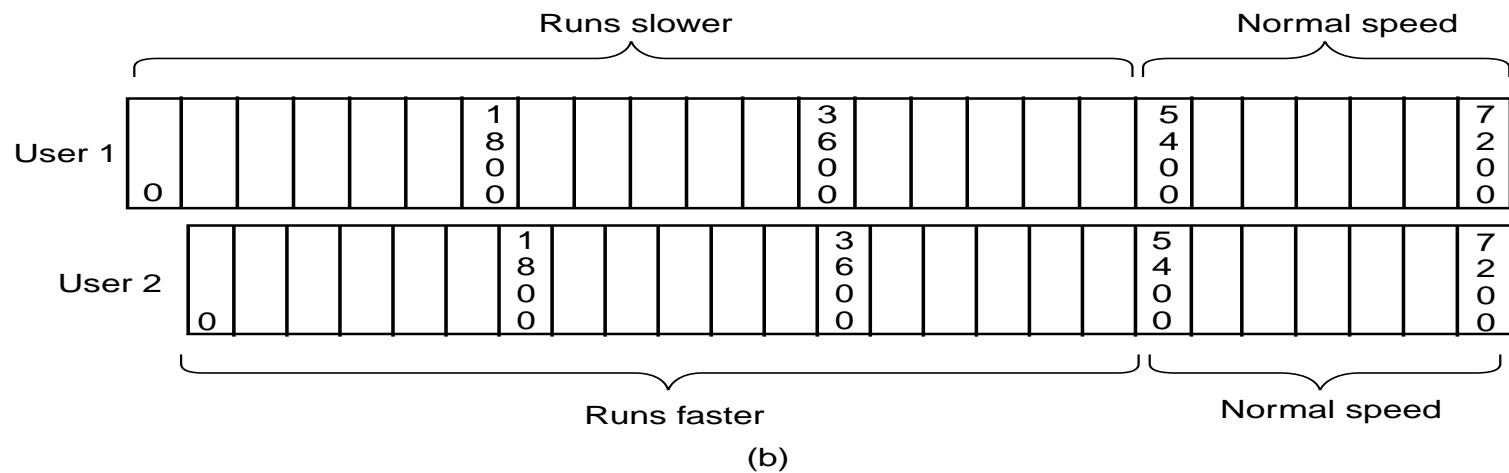 Runs slower Normal speed
User 1 0 1800 3600 5400 7200
User 2 0 1800 3600 5400 7200
Runs faster Normal speed
(b)